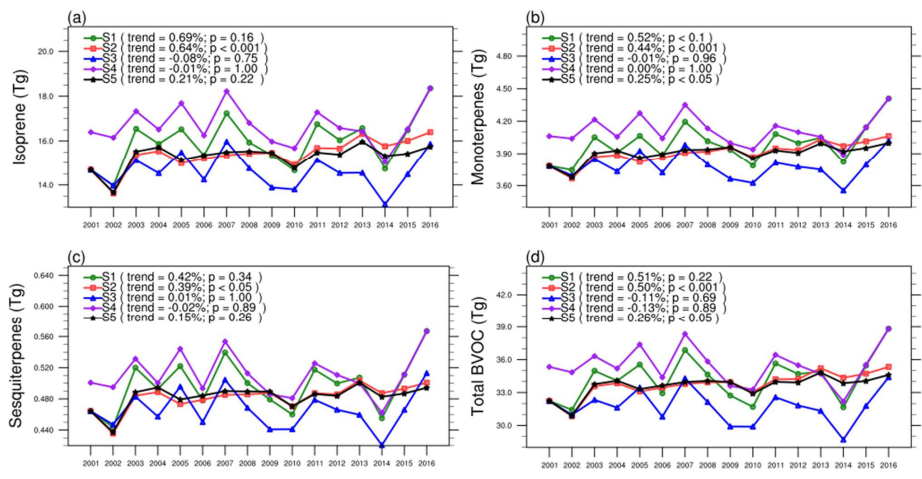 (a)
S1 ( trend = 0.69%; p = 0.16 )
S2 ( trend = 0.64%; p < 0.001 )
S3 ( trend = -0.08%; p = 0.75 )
S4 ( trend = -0.01%; p = 1.00 )
S5 ( trend = 0.21%; p = 0.22 )
Isoprene (Tg)
20.0
18.0
16.0
14.0
2001 2002 2003 2004 2005 2006 2007 2008 2009 2010 2011 2012 2013 2014 2015 2016
(b)
S1 ( trend = 0.52%; p < 0.1 )
S2 ( trend = 0.44%; p < 0.001 )
S3 ( trend = -0.01%; p = 0.96 )
S4 ( trend = 0.00%; p = 1.00 )
S5 ( trend = 0.25%; p < 0.05 )
Monoterpenes (Tg)
4.80
4.50
4.20
3.90
3.60
2001 2002 2003 2004 2005 2006 2007 2008 2009 2010 2011 2012 2013 2014 2015 2016
(c)
S1 ( trend = 0.42%; p = 0.34 )
S2 ( trend = 0.39%; p < 0.05 )
S3 ( trend = 0.01%; p = 1.00 )
S4 ( trend = -0.02%; p = 0.89 )
S5 ( trend = 0.15%; p = 0.26 )
Sesquiterpenes (Tg)
0.640
0.600
0.560
0.520
0.480
0.440
2001 2002 2003 2004 2005 2006 2007 2008 2009 2010 2011 2012 2013 2014 2015 2016
(d)
S1 ( trend = 0.51%; p = 0.22 )
S2 ( trend = 0.50%; p < 0.001 )
S3 ( trend = -0.11%; p = 0.69 )
S4 ( trend = -0.13%; p = 0.89 )
S5 ( trend = 0.26%; p < 0.05 )
Total BVOC (Tg)
42.0
39.0
36.0
33.0
30.0
2001 2002 2003 2004 2005 2006 2007 2008 2009 2010 2011 2012 2013 2014 2015 2016